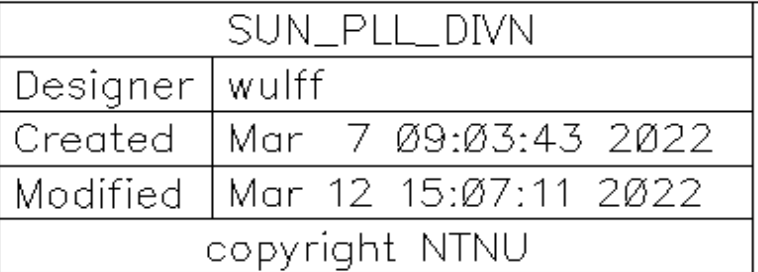 SUN_PLL_DIVN
Designer wulff
Created Mar 7 09:03:43 2022
Modified Mar 12 15:07:11 2022
copyright NTNU